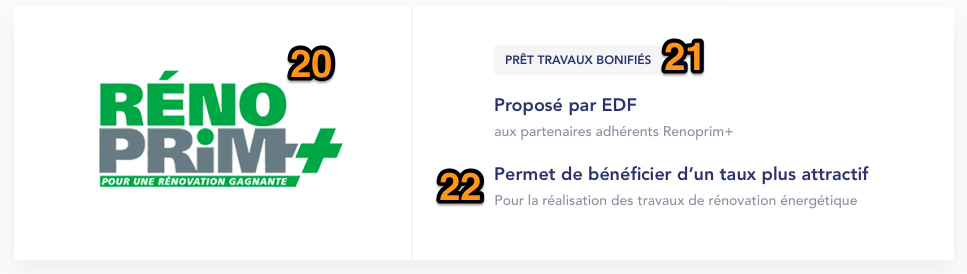 20
RÉNO
PRiM+
POUR UNE RÉNOVATION GAGNANTE
PRÊT TRAVAUX BONIFIÉS 21
Proposé par EDF
aux partenaires adhérents Renoprim+
22 Permet de bénéficier d’un taux plus attractif
Pour la réalisation des travaux de rénovation énergétique